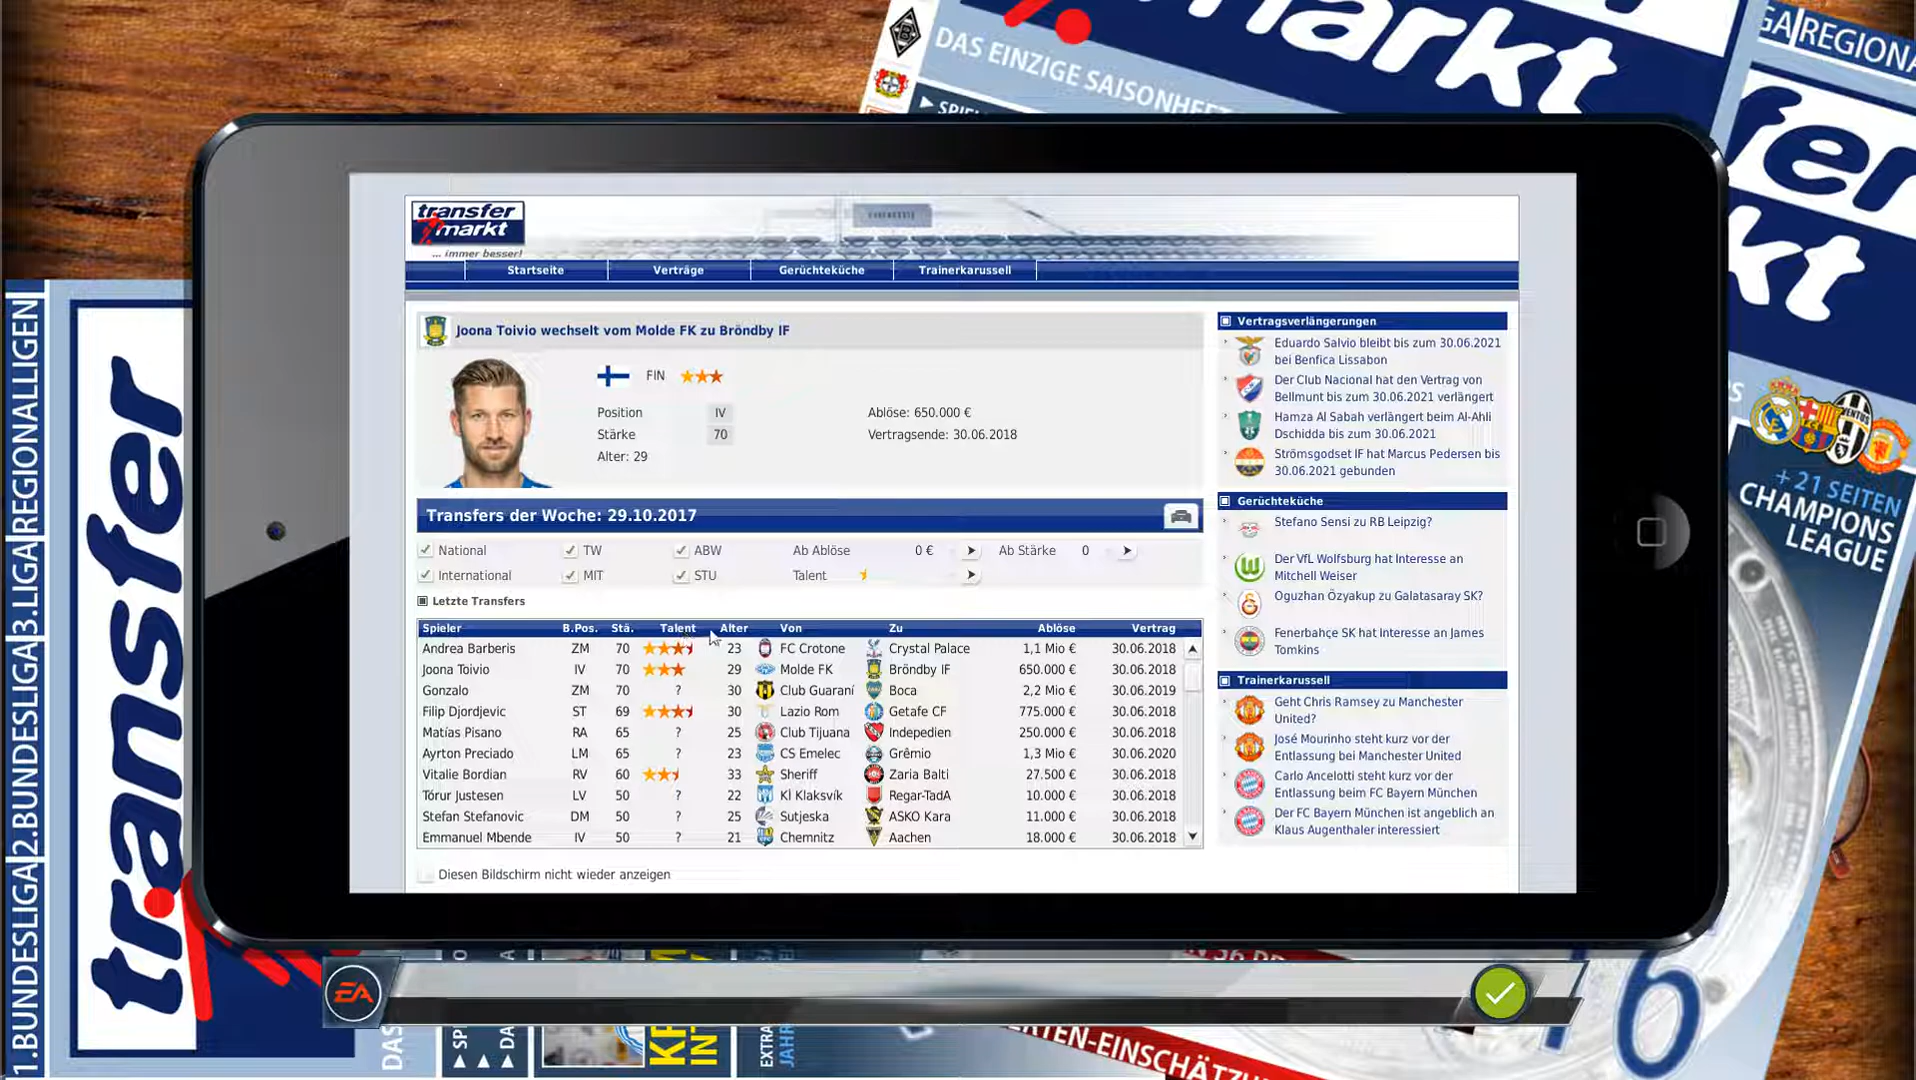 DAS EINZIGE SAISONHEFT
1.BUNDESLIGA|2.BUNDESLIGA|3.LIGA|REGIONALLIGEN
transfer
+ 21 SEITEN
CHAMPIONS
LEAGUE
transfer
markt
... immer besser!
Startseite Verträge Gerüchteküche Trainerkarussell
Joona Toivio wechselt vom Molde FK zu Bröndby IF
FIN
Position IV Ablöse: 650.000 €
Stärke 70 Vertragsende: 30.06.2018
Alter: 29
Transfers der Woche: 29.10.2017
National TW ABW Ab Ablöse 0 € Ab Stärke 0
International MIT STU Talent
Letzte Transfers
Spieler B.Pos. Stä. Talent Alter Von Zu Ablöse Vertrag
Andrea Barberis ZM 70 23 FC Crotone Crystal Palace 1,1 Mio € 30.06.2018
Joona Toivio IV 70 29 Molde FK Bröndby IF 650.000 € 30.06.2018
Gonzalo ZM 70 ? 30 Club Guaraní Boca 2,2 Mio € 30.06.2019
Filip Djordjevic ST 69 30 Lazio Rom Getafe CF 775.000 € 30.06.2018
Matías Pisano RA 65 ? 25 Club Tijuana Indepedien 250.000 € 30.06.2018
Ayrton Preciado LM 65 ? 23 CS Emelec Grêmio 1,3 Mio € 30.06.2020
Vitalie Bordian RV 60 33 Sheriff Zaria Balti 27.500 € 30.06.2018
Tórur Justesen LV 50 ? 22 KÍ Klaksvík Regar-TadA 10.000 € 30.06.2018
Stefan Stefanovic DM 50 ? 25 Sutjeska ASKO Kara 11.000 € 30.06.2018
Emmanuel Mbende IV 50 ? 21 Chemnitz Aachen 18.000 € 30.06.2018
Diesen Bildschirm nicht wieder anzeigen
Vertragsverlängerungen
Eduardo Salvio bleibt bis zum 30.06.2021
bei Benfica Lissabon
Der Club Nacional hat den Vertrag von
Bellmunt bis zum 30.06.2021 verlängert
Hamza Al Sabah verlängert beim Al-Ahli
Dschidda bis zum 30.06.2021
Strömsgodset IF hat Marcus Pedersen bis
30.06.2021 gebunden
Gerüchteküche
Stefano Sensi zu RB Leipzig?
Der VfL Wolfsburg hat Interesse an
Mitchell Weiser
Oguzhan Özyakup zu Galatasaray SK?
Fenerbahçe SK hat Interesse an James
Tomkins
Trainerkarussell
Geht Chris Ramsey zu Manchester
United?
José Mourinho steht kurz vor der
Entlassung bei Manchester United
Carlo Ancelotti steht kurz vor der
Entlassung beim FC Bayern München
Der FC Bayern München ist angeblich an
Klaus Augenthaler interessiert
EA